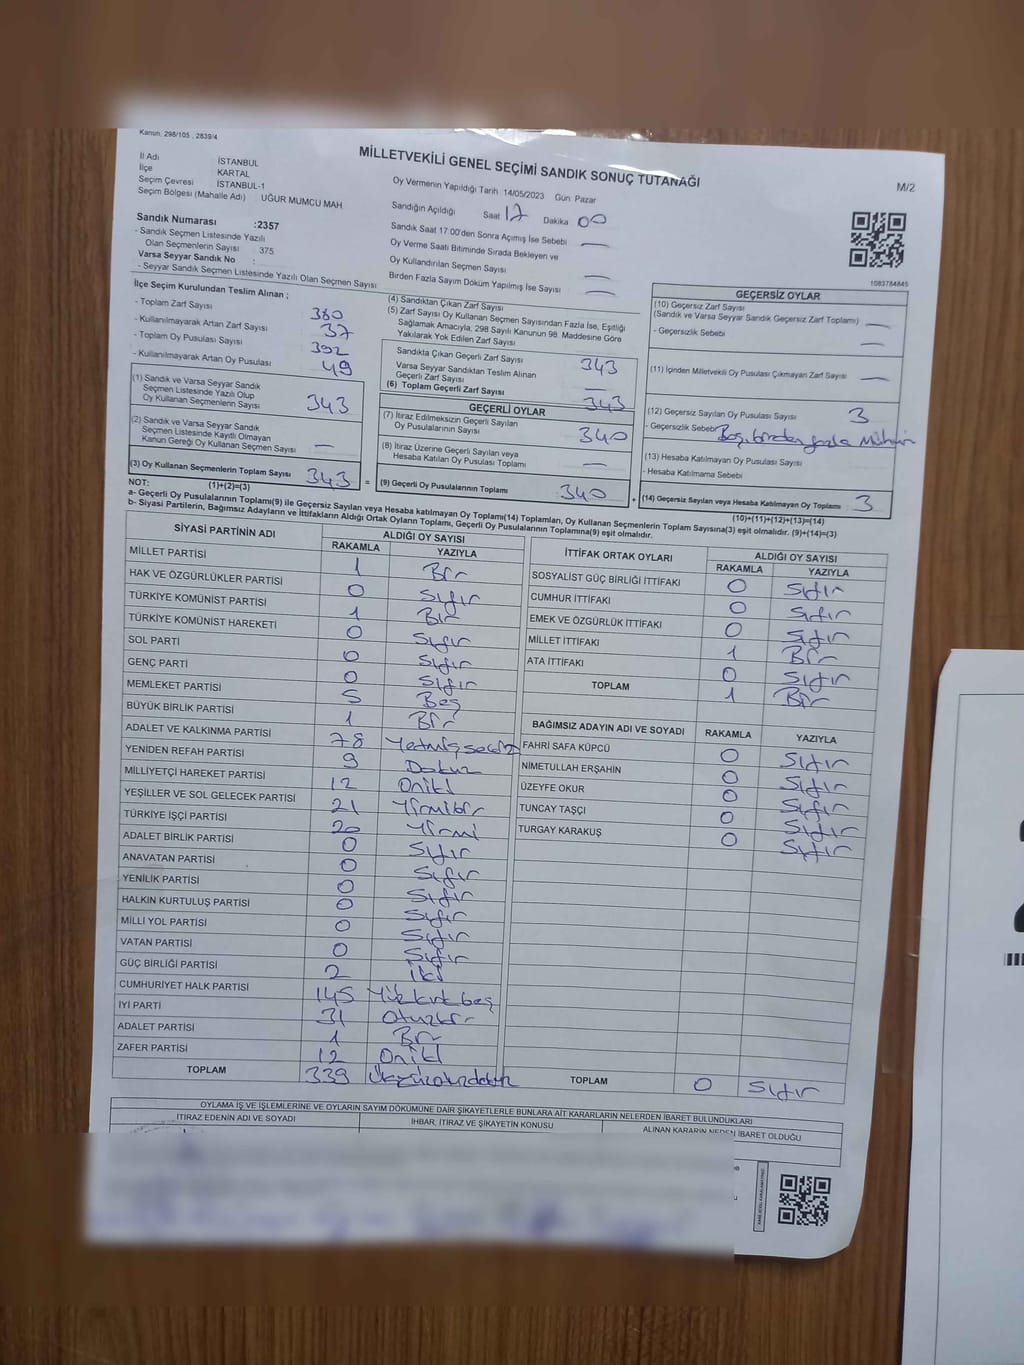 Kanun, 298/105 , 2839/4
MİLLETVEKİLİ GENEL SEÇİMİ SANDIK SONUÇ TUTANAĞI
M/2
İl Adı İSTANBUL
İlçe KARTAL
Seçim Çevresi İSTANBUL-1
Seçim Bölgesi (Mahalle Adı) UĞUR MUMCU MAH.
Sandık Numarası :2357
- Sandık Seçmen Listesinde Yazılı
Olan Seçmenlerin Sayısı : 375
Varsa Seyyar Sandık No :
- Seyyar Sandık Seçmen Listesinde Yazılı Olan Seçmen Sayısı
Oy Vermenin Yapıldığı Tarih 14/05/2023 Gün Pazar
Sandığın Açıldığı Saat 17 Dakika 00
Sandık Saat 17:00'den Sonra Açımış İse Sebebi —
Oy Verme Saati Bitiminde Sırada Bekleyen ve
Oy Kullandırılan Seçmen Sayısı —
Birden Fazla Sayım Döküm Yapılmış İse Sayısı —
1083784845
İlçe Seçim Kurulundan Teslim Alınan ;
- Toplam Zarf Sayısı 380
- Kullanılmayarak Artan Zarf Sayısı 37
- Toplam Oy Pusulası Sayısı 392
- Kullanılmayarak Artan Oy Pusulası 49
(1) Sandık ve Varsa Seyyar Sandık
Seçmen Listesinde Yazılı Olup
Oy Kullanan Seçmenlerin Sayısı 343
(2) Sandık ve Varsa Seyyar Sandık
Seçmen Listesinde Kayıtlı Olmayan
Kanun Gereği Oy Kullanan Seçmen Sayısı —
(3) Oy Kullanan Seçmenlerin Toplam Sayısı 343 =
(1)+(2)=(3)
(4) Sandıktan Çıkan Zarf Sayısı
(5) Zarf Sayısı Oy Kullanan Seçmen Sayısından Fazla İse, Eşitliği
Sağlamak Amacıyla; 298 Sayılı Kanunun 98. Maddesine Göre
Yakılarak Yok Edilen Zarf Sayısı
Sandıkla Çıkan Geçerli Zarf Sayısı 343
Varsa Seyyar Sandıktan Teslim Alınan
Geçerli Zarf Sayısı —
(6) Toplam Geçerli Zarf Sayısı 343
GEÇERLİ OYLAR
(7) İtiraz Edilmeksizin Geçerli Sayılan
Oy Pusulalarının Sayısı 340
(8) İtiraz Üzerine Geçerli Sayılan veya
Hesaba Katılan Oy Pusulası Toplamı —
(9) Geçerli Oy Pusulalarının Toplamı 340 +
GEÇERSİZ OYLAR
(10) Geçersiz Zarf Sayısı
(Sandık ve Varsa Seyyar Sandık Geçersiz Zarf Toplamı) —
- Geçersizlik Sebebi —
(11) İçinden Milletvekili Oy Pusulası Çıkmayan Zarf Sayısı —
(12) Geçersiz Sayılan Oy Pusulası Sayısı 3
- Geçersizlik Sebebi Boş, birden fazla Mühür
(13) Hesaba Katılmayan Oy Pusulası Sayısı
- Hesaba Katılmama Sebebi
(14) Geçersiz Sayılan veya Hesaba Katılmayan Oy Toplamı 3
(10)+(11)+(12)+(13)=(14)
NOT:
a- Geçerli Oy Pusulalarının Toplamı(9) ile Geçersiz Sayılan veya Hesaba Katılmayan Oy Toplamı(14) Toplamları, Oy Kullanan Seçmenlerin Toplam Sayısına(3) eşit olmalıdır. (9)+(14)=(3)
b- Siyasi Partilerin, Bağımsız Adayların ve İttifakların Aldığı Ortak Oyların Toplamı, Geçerli Oy Pusulalarının Toplamına(9) eşit olmalıdır.
SİYASİ PARTİNİN ADI ALDIĞI OY SAYISI
RAKAMLA YAZIYLA
MİLLET PARTİSİ 1 Bir
HAK VE ÖZGÜRLÜKLER PARTİSİ 0 Sıfır
TÜRKİYE KOMÜNİST PARTİSİ 1 Bir
TÜRKİYE KOMÜNİST HAREKETİ 0 Sıfır
SOL PARTİ 0 Sıfır
GENÇ PARTİ 0 Sıfır
MEMLEKET PARTİSİ 5 Beş
BÜYÜK BİRLİK PARTİSİ 1 Bir
ADALET VE KALKINMA PARTİSİ 78 Yetmişsekiz
YENİDEN REFAH PARTİSİ 9 Dokuz
MİLLİYETÇİ HAREKET PARTİSİ 12 Oniki
YEŞİLLER VE SOL GELECEK PARTİSİ 21 Yirmibir
TÜRKİYE İŞÇİ PARTİSİ 20 Yirmi
ADALET BİRLİK PARTİSİ 0 Sıfır
ANAVATAN PARTİSİ 0 Sıfır
YENİLİK PARTİSİ 0 Sıfır
HALKIN KURTULUŞ PARTİSİ 0 Sıfır
MİLLİ YOL PARTİSİ 0 Sıfır
VATAN PARTİSİ 0 Sıfır
GÜÇ BİRLİĞİ PARTİSİ 2 İki
CUMHURİYET HALK PARTİSİ 145 Yüzkırkbeş
İYİ PARTİ 31 Otuzbir
ADALET PARTİSİ 1 Bir
ZAFER PARTİSİ 12 Oniki
TOPLAM 339 Üçyüzotuzdokuz
İTTİFAK ORTAK OYLARI ALDIĞI OY SAYISI
RAKAMLA YAZIYLA
SOSYALİST GÜÇ BİRLİĞİ İTTİFAKI 0 Sıfır
CUMHUR İTTİFAKI 0 Sıfır
EMEK VE ÖZGÜRLÜK İTTİFAKI 0 Sıfır
MİLLET İTTİFAKI 1 Bir
ATA İTTİFAKI 0 Sıfır
TOPLAM 1 Bir
BAĞIMSIZ ADAYIN ADI VE SOYADI RAKAMLA YAZIYLA
FAHRİ SAFA KÜPCÜ 0 Sıfır
NİMETULLAH ERŞAHİN 0 Sıfır
ÜZEYFE OKUR 0 Sıfır
TUNCAY TAŞÇI 0 Sıfır
TURGAY KARAKUŞ 0 Sıfır
TOPLAM 0 Sıfır
OYLAMA İŞ VE İŞLEMLERİNE VE OYLARIN SAYIM DÖKÜMÜNE DAİR ŞİKAYETLERLE BUNLARA AİT KARARLARIN NELERDEN İBARET BULUNDUKLARI
İTİRAZ EDENİN ADI VE SOYADI İHBAR, İTİRAZ VE ŞİKAYETİN KONUSU ALINAN KARARIN NEDEN İBARET OLDUĞU